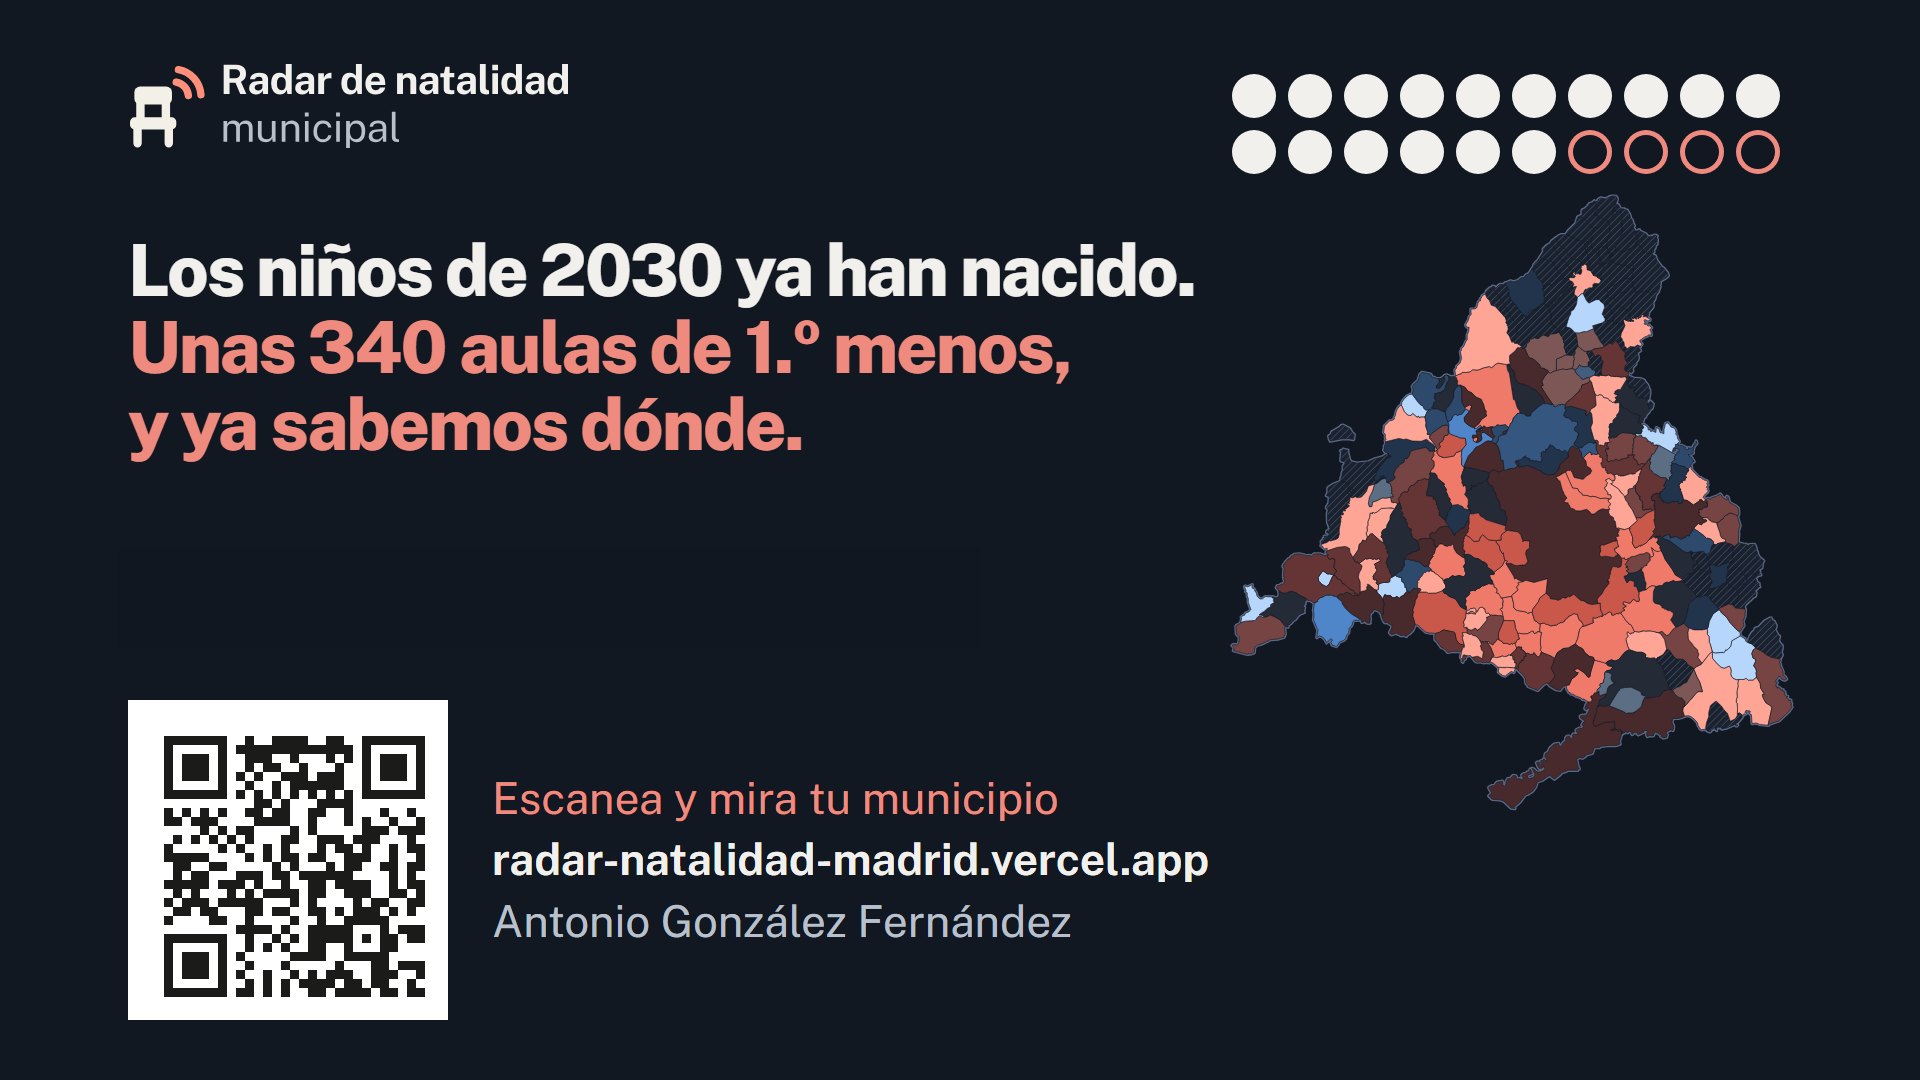 Radar de natalidad
municipal
Los niños de 2030 ya han nacido.
Unas 340 aulas de 1.º menos,
y ya sabemos dónde.
Escanea y mira tu municipio
radar-natalidad-madrid.vercel.app
Antonio González Fernández